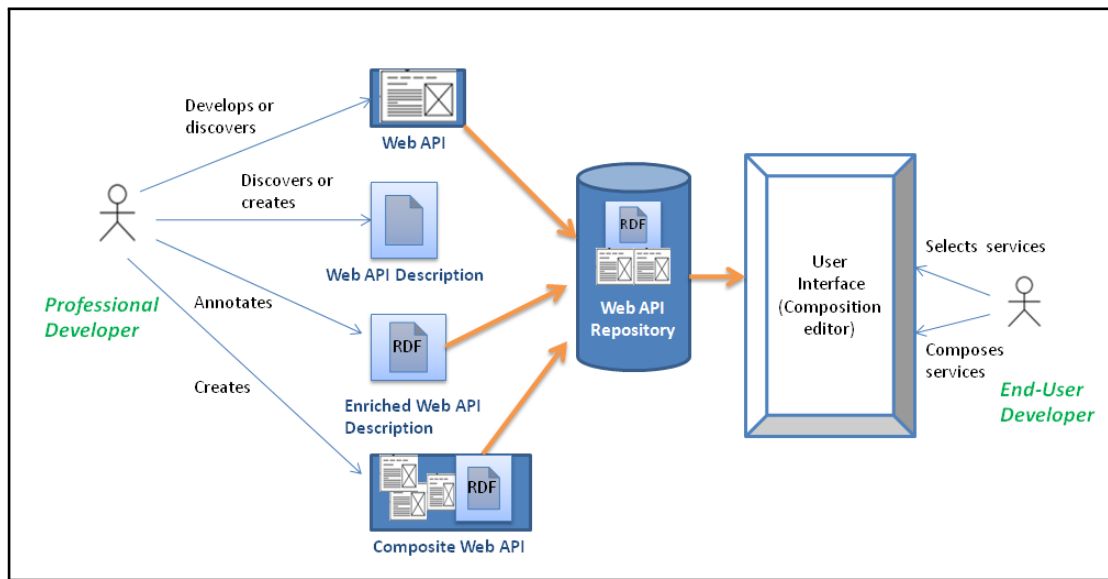 Develops or
discovers
Web API
Discovers or
creates
Web API Description
Professional
Developer
Annotates
RDF
Enriched Web API
Description
Creates
RDF
Composite Web API
RDF
Web API
Repository
User
Interface
(Composition
editor)
Selects services
Composes
services
End-User
Developer